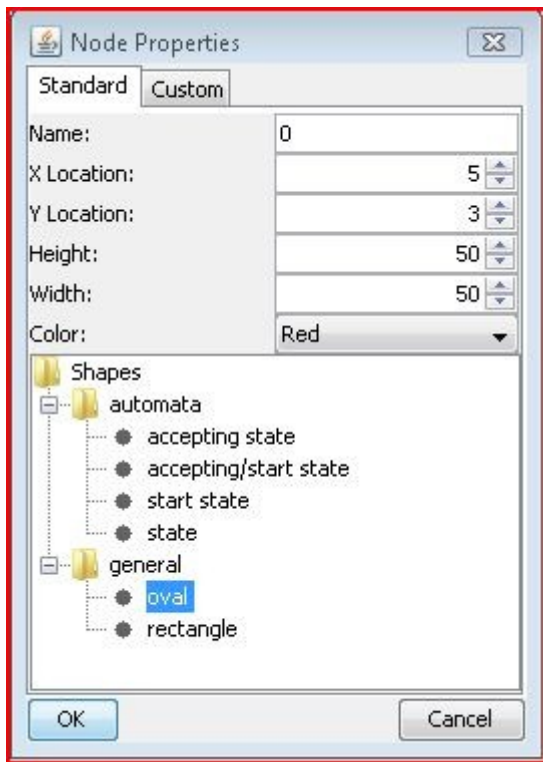 Node Properties
Standard Custom
Name: 0
X Location: 5
Y Location: 3
Height: 50
Width: 50
Color: Red
Shapes
automata
accepting state
accepting/start state
start state
state
general
oval
rectangle
OK Cancel